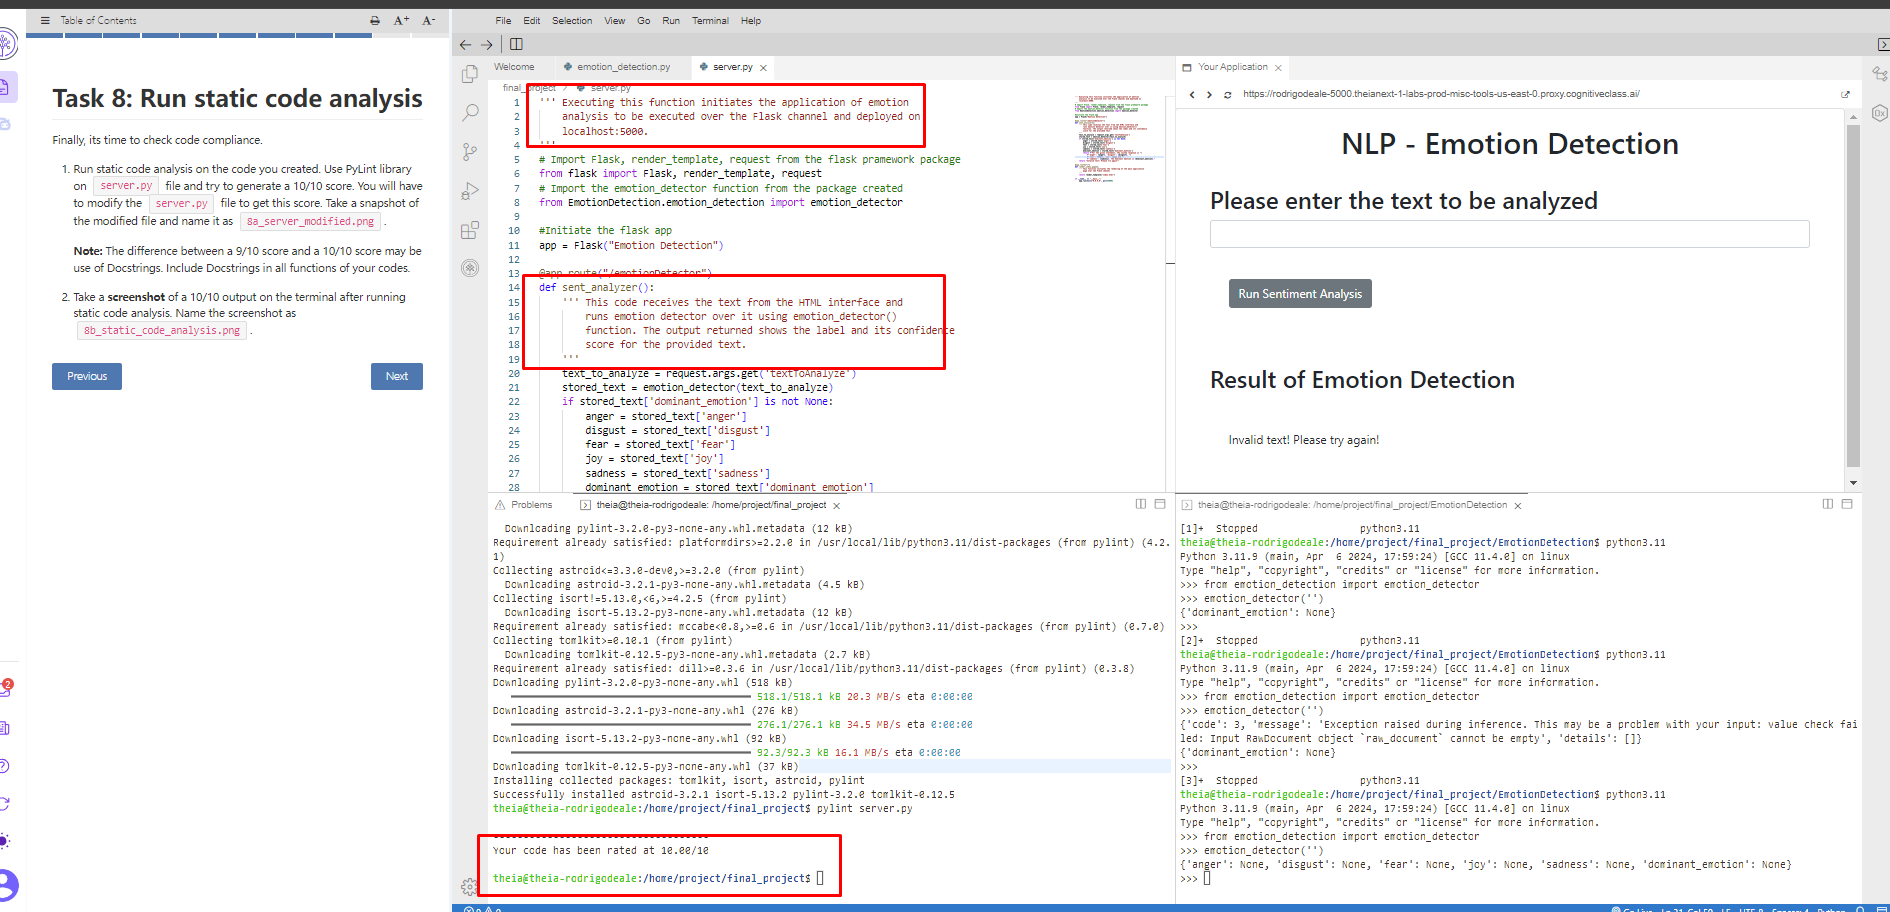 Table of Contents
A+
A-
Task 8: Run static code analysis
Finally, its time to check code compliance.
1. Run static code analysis on the code you created. Use PyLint library
on server.py file and try to generate a 10/10 score. You will have
to modify the server.py file to get this score. Take a snapshot
of the modified file and name it as 8a_server_modified.png .
Note: The difference between a 9/10 score and a 10/10 score may be
use of Docstrings. Include Docstrings in all functions of your codes.
2. Take a screenshot of a 10/10 output on the terminal after running
static code analysis. Name the screenshot as
8b_static_code_analysis.png .
Previous
Next
2
File Edit Selection View Go Run Terminal Help
Welcome
emotion_detection.py
server.py
final_project > server.py
1 ''' Executing this function initiates the application of emotion
2 analysis to be executed over the Flask channel and deployed on
3 localhost:5000.
4 '''
5 # Import Flask, render_template, request from the flask pramework package
6 from flask import Flask, render_template, request
7 # Import the emotion_detector function from the package created
8 from EmotionDetection.emotion_detection import emotion_detector
9
10 #Initiate the flask app
11 app = Flask("Emotion Detection")
12
13 @app.route("/emotionDetector")
14 def sent_analyzer():
15 ''' This code receives the text from the HTML interface and
16 runs emotion detector over it using emotion_detector()
17 function. The output returned shows the label and its confidence
18 score for the provided text.
19 '''
20 text_to_analyze = request.args.get('textToAnalyze')
21 stored_text = emotion_detector(text_to_analyze)
22 if stored_text['dominant_emotion'] is not None:
23 anger = stored_text['anger']
24 disgust = stored_text['disgust']
25 fear = stored_text['fear']
26 joy = stored_text['joy']
27 sadness = stored_text['sadness']
28 dominant_emotion = stored_text['dominant_emotion']
Your Application
https://rodrigodeale-5000.theianext-1-labs-prod-misc-tools-us-east-0.proxy.cognitiveclass.ai/
NLP - Emotion Detection
Please enter the text to be analyzed
Run Sentiment Analysis
Result of Emotion Detection
Invalid text! Please try again!
Problems
theia@theia-rodrigodeale: /home/project/final_project
Downloading pylint-3.2.0-py3-none-any.whl.metadata (12 kB)
Requirement already satisfied: platformdirs>=2.2.0 in /usr/local/lib/python3.11/dist-packages (from pylint) (4.2.
1)
Collecting astroid<=3.3.0-dev0,>=3.2.0 (from pylint)
Downloading astroid-3.2.1-py3-none-any.whl.metadata (4.5 kB)
Collecting isort!=5.13.0,<6,>=4.2.5 (from pylint)
Downloading isort-5.13.2-py3-none-any.whl.metadata (12 kB)
Requirement already satisfied: mccabe<0.8,>=0.6 in /usr/local/lib/python3.11/dist-packages (from pylint) (0.7.0)
Collecting tomlkit>=0.10.1 (from pylint)
Downloading tomlkit-0.12.5-py3-none-any.whl.metadata (2.7 kB)
Requirement already satisfied: dill>=0.3.6 in /usr/local/lib/python3.11/dist-packages (from pylint) (0.3.8)
Downloading pylint-3.2.0-py3-none-any.whl (518 kB)
518.1/518.1 kB 20.3 MB/s eta 0:00:00
Downloading astroid-3.2.1-py3-none-any.whl (276 kB)
276.1/276.1 kB 34.5 MB/s eta 0:00:00
Downloading isort-5.13.2-py3-none-any.whl (92 kB)
92.3/92.3 kB 16.1 MB/s eta 0:00:00
Downloading tomlkit-0.12.5-py3-none-any.whl (37 kB)
Installing collected packages: tomlkit, isort, astroid, pylint
Successfully installed astroid-3.2.1 isort-5.13.2 pylint-3.2.0 tomlkit-0.12.5
theia@theia-rodrigodeale:/home/project/final_project$ pylint server.py
Your code has been rated at 10.00/10
theia@theia-rodrigodeale:/home/project/final_project$
theia@theia-rodrigodeale: /home/project/final_project/EmotionDetection
[1]+ Stopped python3.11
theia@theia-rodrigodeale:/home/project/final_project/EmotionDetection$ python3.11
Python 3.11.9 (main, Apr 6 2024, 17:59:24) [GCC 11.4.0] on linux
Type "help", "copyright", "credits" or "license" for more information.
>>> from emotion_detection import emotion_detector
>>> emotion_detector('')
{'dominant_emotion': None}
>>>
[2]+ Stopped python3.11
theia@theia-rodrigodeale:/home/project/final_project/EmotionDetection$ python3.11
Python 3.11.9 (main, Apr 6 2024, 17:59:24) [GCC 11.4.0] on linux
Type "help", "copyright", "credits" or "license" for more information.
>>> from emotion_detection import emotion_detector
>>> emotion_detector('')
{'code': 3, 'message': 'Exception raised during inference. This may be a problem with your input: value check fai
led: Input RawDocument object `raw_document` cannot be empty', 'details': []}
{'dominant_emotion': None}
>>>
[3]+ Stopped python3.11
theia@theia-rodrigodeale:/home/project/final_project/EmotionDetection$ python3.11
Python 3.11.9 (main, Apr 6 2024, 17:59:24) [GCC 11.4.0] on linux
Type "help", "copyright", "credits" or "license" for more information.
>>> from emotion_detection import emotion_detector
>>> emotion_detector('')
{'anger': None, 'disgust': None, 'fear': None, 'joy': None, 'sadness': None, 'dominant_emotion': None}
>>>